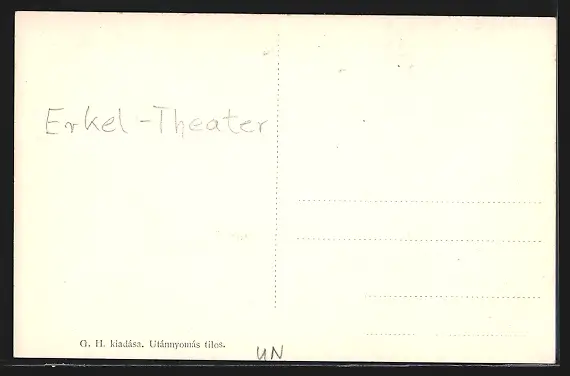 Erkel-Theater
G. H. kiadása. Utánnyomás tilos.
UN